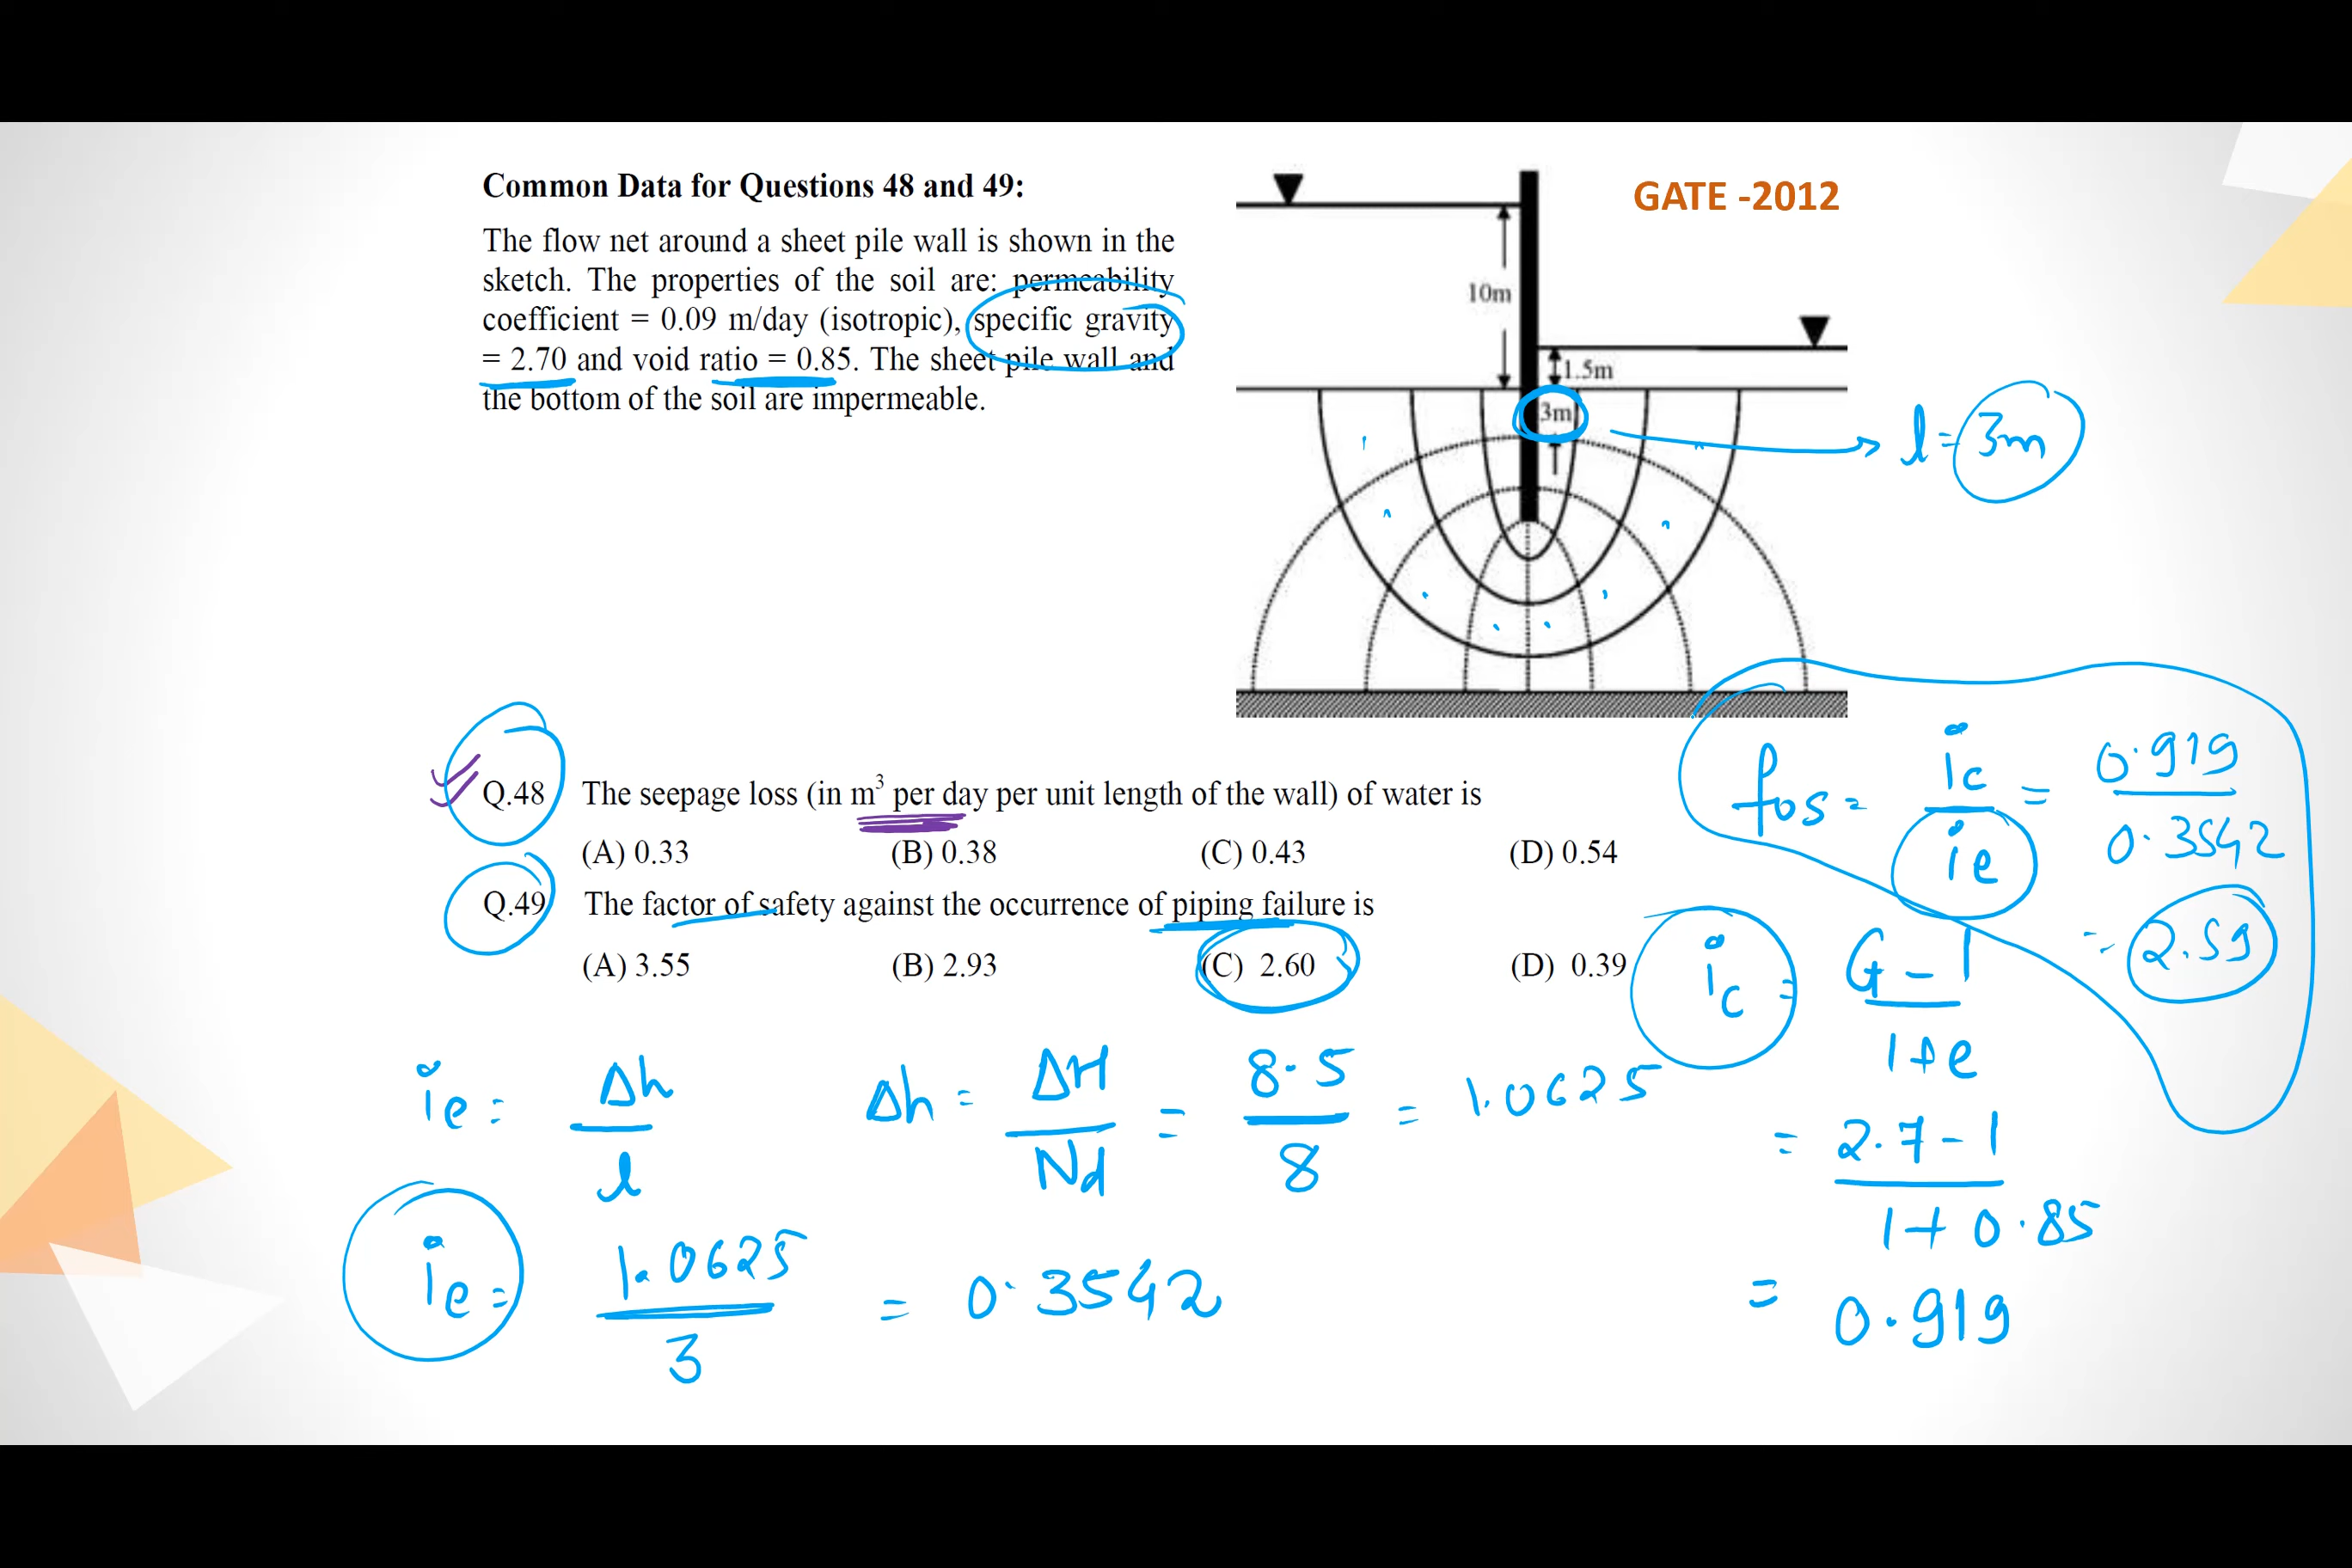 Common Data for Questions 48 and 49:
GATE -2012
The flow net around a sheet pile wall is shown in the
sketch. The properties of the soil are: permeability
coefficient = 0.09 m/day (isotropic), specific gravity
= 2.70 and void ratio = 0.85. The sheet pile wall and
the bottom of the soil are impermeable.
10m
1.5m
3m
l = 3m
Q.48 The seepage loss (in m³ per day per unit length of the wall) of water is
(A) 0.33 (B) 0.38 (C) 0.43 (D) 0.54
Q.49 The factor of safety against the occurrence of piping failure is
(A) 3.55 (B) 2.93 (C) 2.60 (D) 0.39
fos = ic / ie = 0.919 / 0.3542
= 2.59
ic = G - 1 / 1 + e
= 2.7 - 1 / 1 + 0.85
= 0.919
ie = Δh / l
Δh = ΔH / Nd = 8.5 / 8 = 1.0625
ie = 1.0625 / 3 = 0.3542